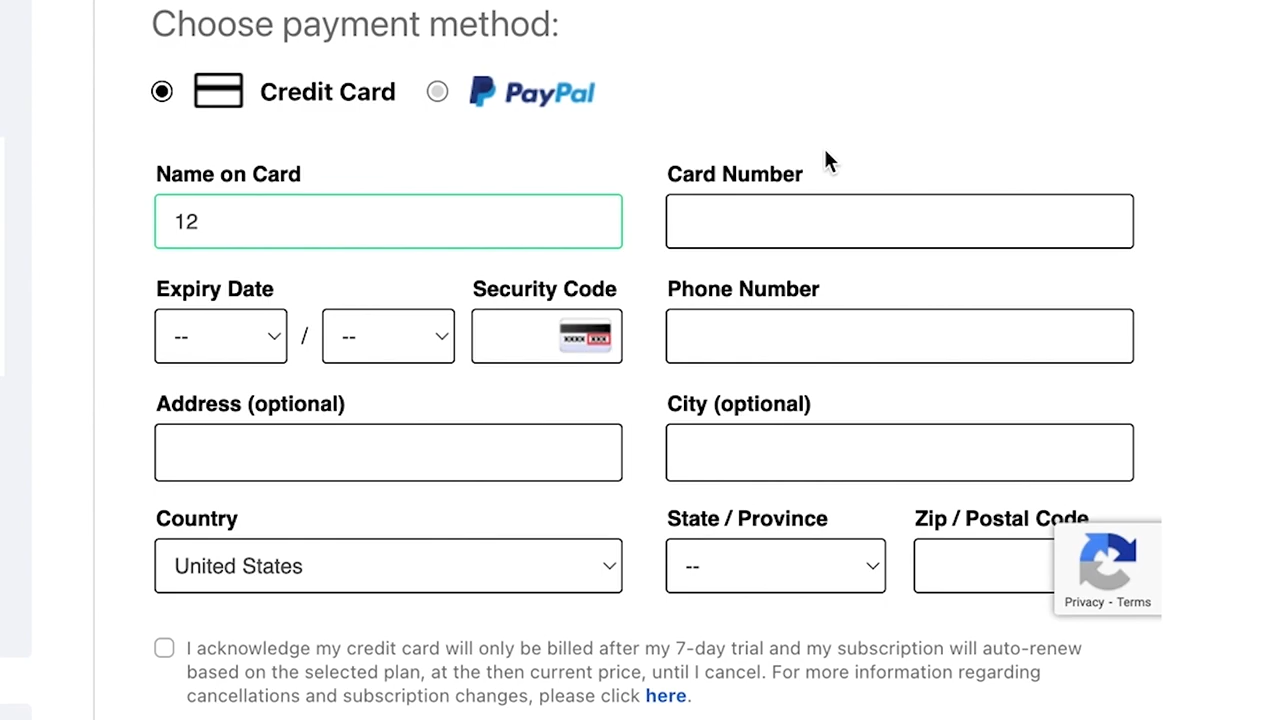 Choose payment method:
Credit Card PayPal
Name on Card Card Number
12
Expiry Date Security Code Phone Number
-- / -- XXXX XXX
Address (optional) City (optional)
Country State / Province Zip / Postal Code
United States --
Privacy - Terms
I acknowledge my credit card will only be billed after my 7-day trial and my subscription will auto-renew
based on the selected plan, at the then current price, until I cancel. For more information regarding
cancellations and subscription changes, please click here.